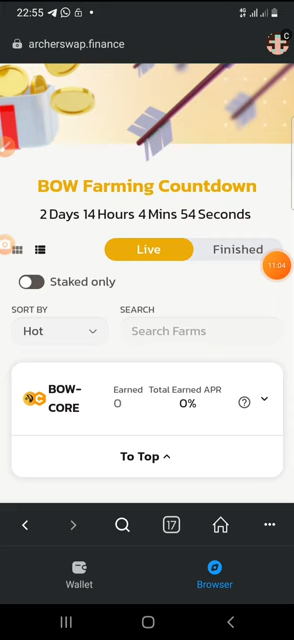 22:55
4G
archerswap.finance
C
BOW Farming Countdown
2 Days 14 Hours 4 Mins 54 Seconds
Live Finished
11:04
Staked only
SORT BY SEARCH
Hot Search Farms
BOW-CORE Earned Total Earned APR
0 0%
To Top
17
Wallet Browser